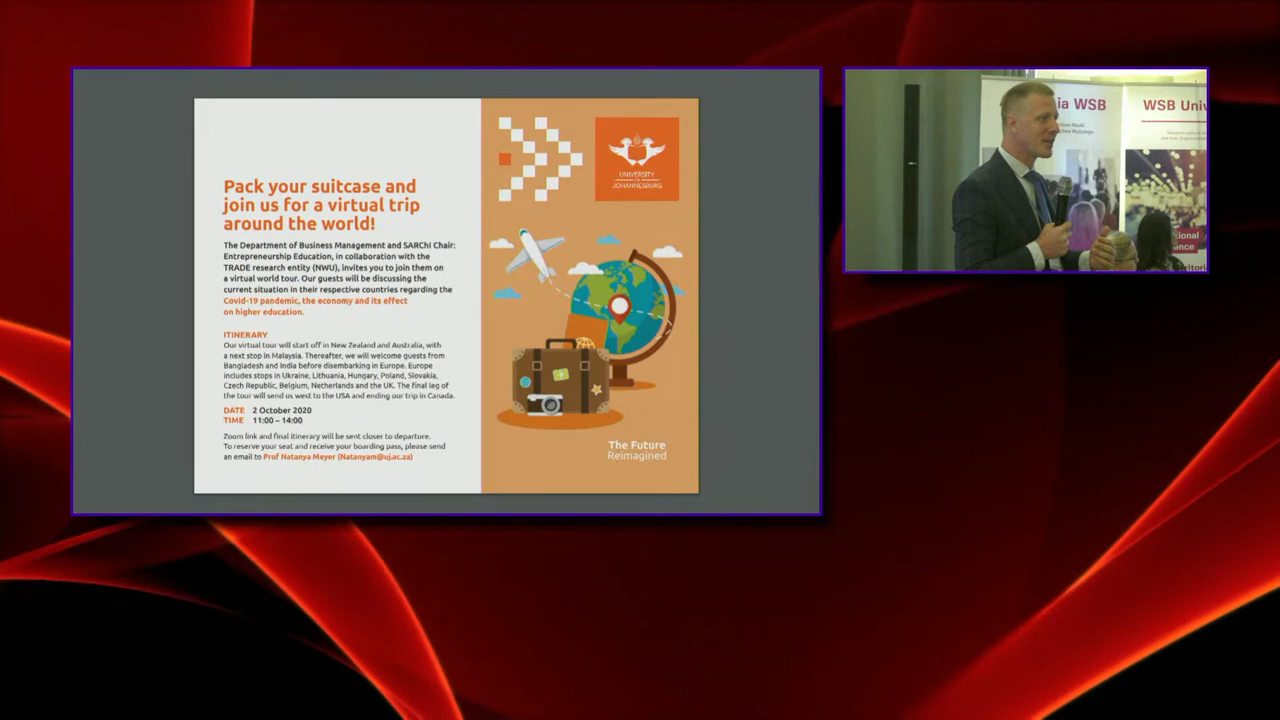 Pack your suitcase and
join us for a virtual trip
around the world!
The Department of Business Management and SARChI Chair:
Entrepreneurship Education, in collaboration with the
TRADE research entity (NWU), invites you to join them on
a virtual world tour. Our guests will be discussing the
current situation in their respective countries regarding the
Covid-19 pandemic, the economy and its effect
on higher education.
ITINERARY
Our virtual tour will start off in New Zealand and Australia, with
a next stop in Malaysia. Thereafter, we will welcome guests from
Bangladesh and India before disembarking in Europe. Europe
includes stops in Ukraine, Lithuania, Hungary, Poland, Slovakia,
Czech Republic, Belgium, Netherlands and the UK. The final leg of
the tour will send us west to the USA and ending our trip in Canada.
DATE 2 October 2020
TIME 11:00 – 14:00
Zoom link and final itinerary will be sent closer to departure.
To reserve your seat and receive your boarding pass, please send
an email to Prof Natanya Meyer (Natanyam@uj.ac.za)
UNIVERSITY
OF
JOHANNESBURG
The Future
Reimagined
ia WSB
WSB Univ